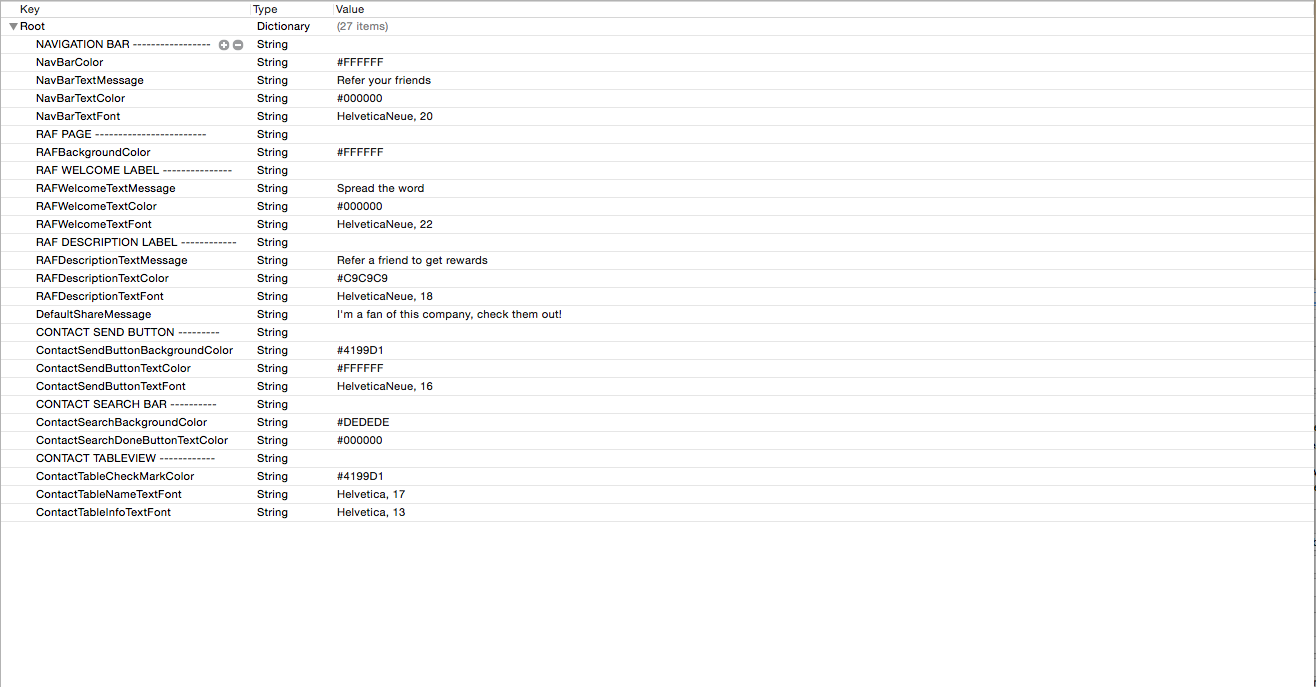 Key Type Value
Root Dictionary (27 items)
NAVIGATION BAR ----------------- String
NavBarColor String #FFFFFF
NavBarTextMessage String Refer your friends
NavBarTextColor String #000000
NavBarTextFont String HelveticaNeue, 20
RAF PAGE ------------------------ String
RAFBackgroundColor String #FFFFFF
RAF WELCOME LABEL --------------- String
RAFWelcomeTextMessage String Spread the word
RAFWelcomeTextColor String #000000
RAFWelcomeTextFont String HelveticaNeue, 22
RAF DESCRIPTION LABEL ------------ String
RAFDescriptionTextMessage String Refer a friend to get rewards
RAFDescriptionTextColor String #C9C9C9
RAFDescriptionTextFont String HelveticaNeue, 18
DefaultShareMessage String I'm a fan of this company, check them out!
CONTACT SEND BUTTON --------- String
ContactSendButtonBackgroundColor String #4199D1
ContactSendButtonTextColor String #FFFFFF
ContactSendButtonTextFont String HelveticaNeue, 16
CONTACT SEARCH BAR ---------- String
ContactSearchBackgroundColor String #DEDEDE
ContactSearchDoneButtonTextColor String #000000
CONTACT TABLEVIEW ------------ String
ContactTableCheckMarkColor String #4199D1
ContactTableNameTextFont String Helvetica, 17
ContactTableInfoTextFont String Helvetica, 13